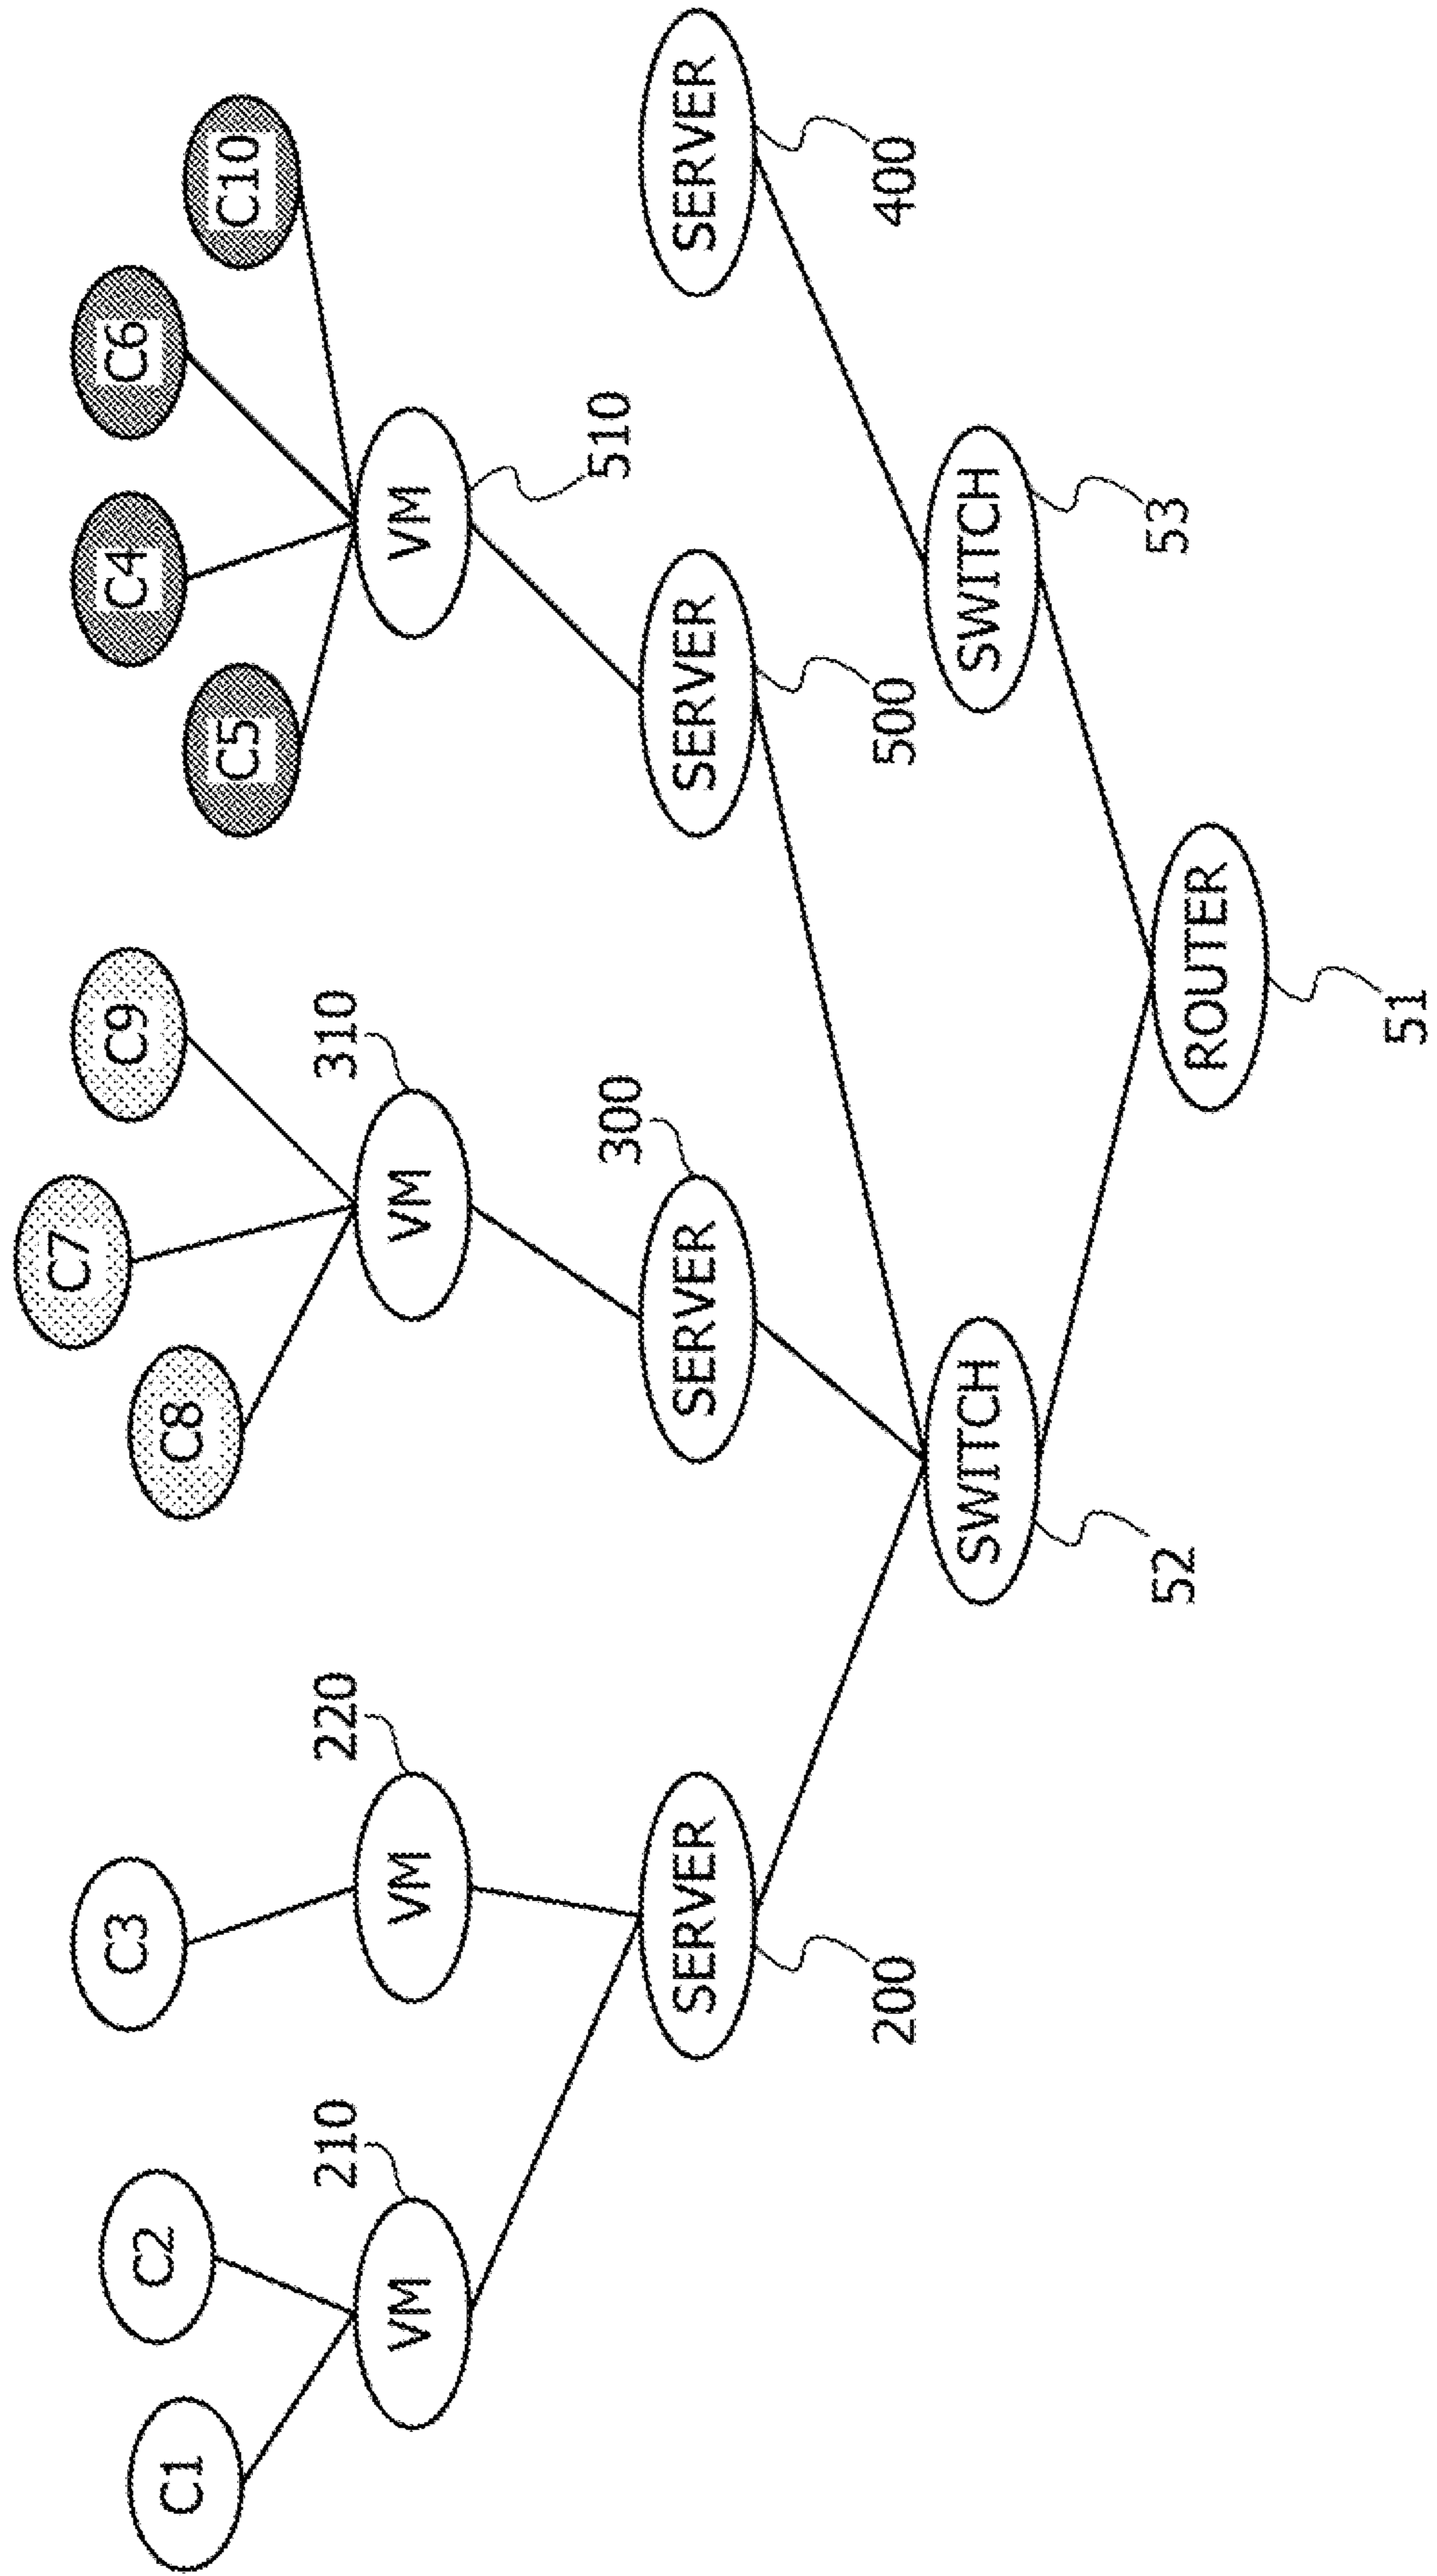 C1
C2
C3
C8
C7
C9
C5
C4
C6
C10
210
220
310
VM
VM
VM
VM
510
300
SERVER
SERVER
SERVER
SERVER
200
500
400
SWITCH
SWITCH
52
53
ROUTER
51